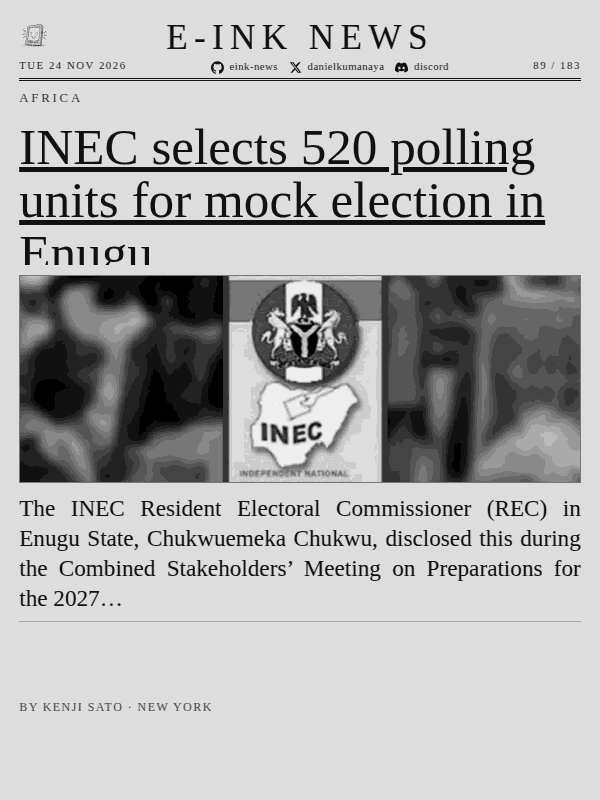 E-INK NEWS
TUE 24 NOV 2026
eink-news danielkumanaya discord
89 / 183
AFRICA
INEC selects 520 polling
units for mock election in
Enugu
INEC
INDEPENDENT NATIONAL
The INEC Resident Electoral Commissioner (REC) in
Enugu State, Chukwuemeka Chukwu, disclosed this during
the Combined Stakeholders’ Meeting on Preparations for
the 2027…
BY KENJI SATO · NEW YORK